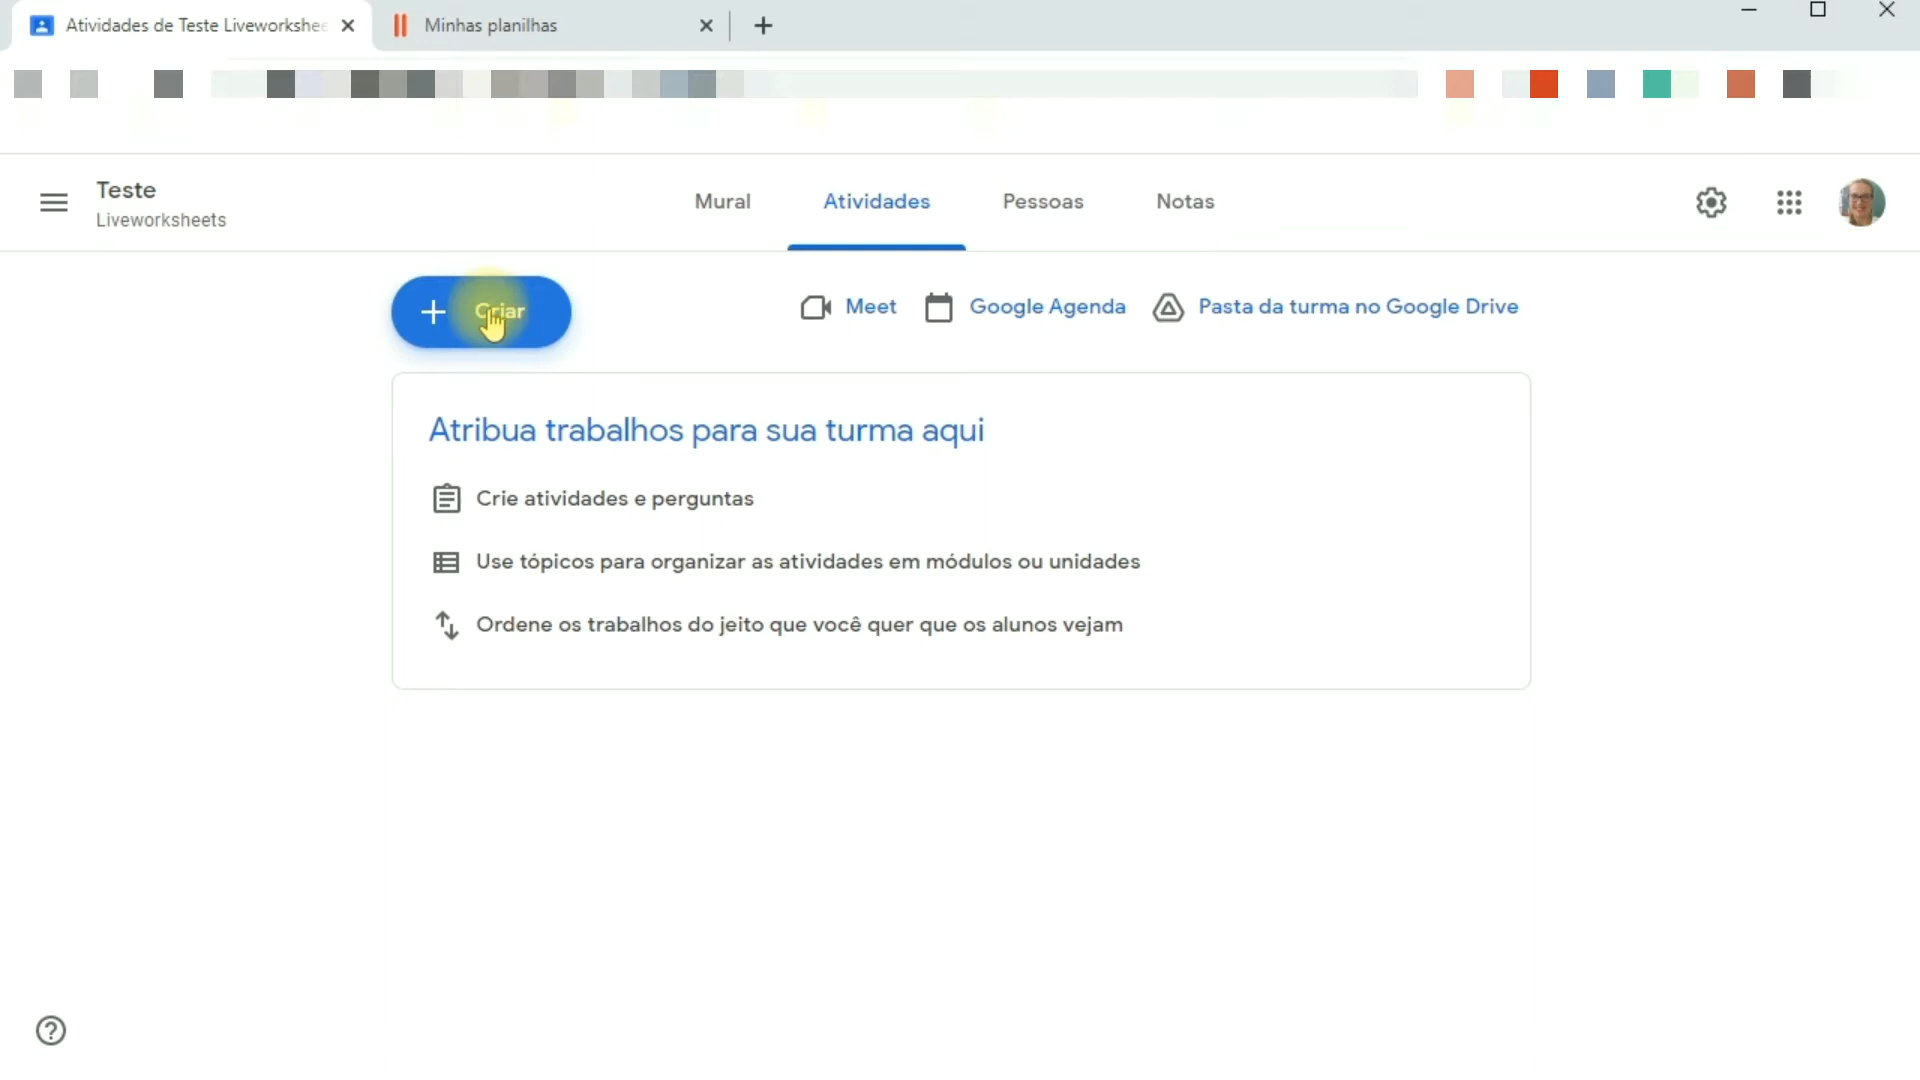 Atividades de Teste Liveworkshee
Minhas planilhas
Teste
Liveworksheets
Mural
Atividades
Pessoas
Notas
Criar
Meet
Google Agenda
Pasta da turma no Google Drive
Atribua trabalhos para sua turma aqui
Crie atividades e perguntas
Use tópicos para organizar as atividades em módulos ou unidades
Ordene os trabalhos do jeito que você quer que os alunos vejam